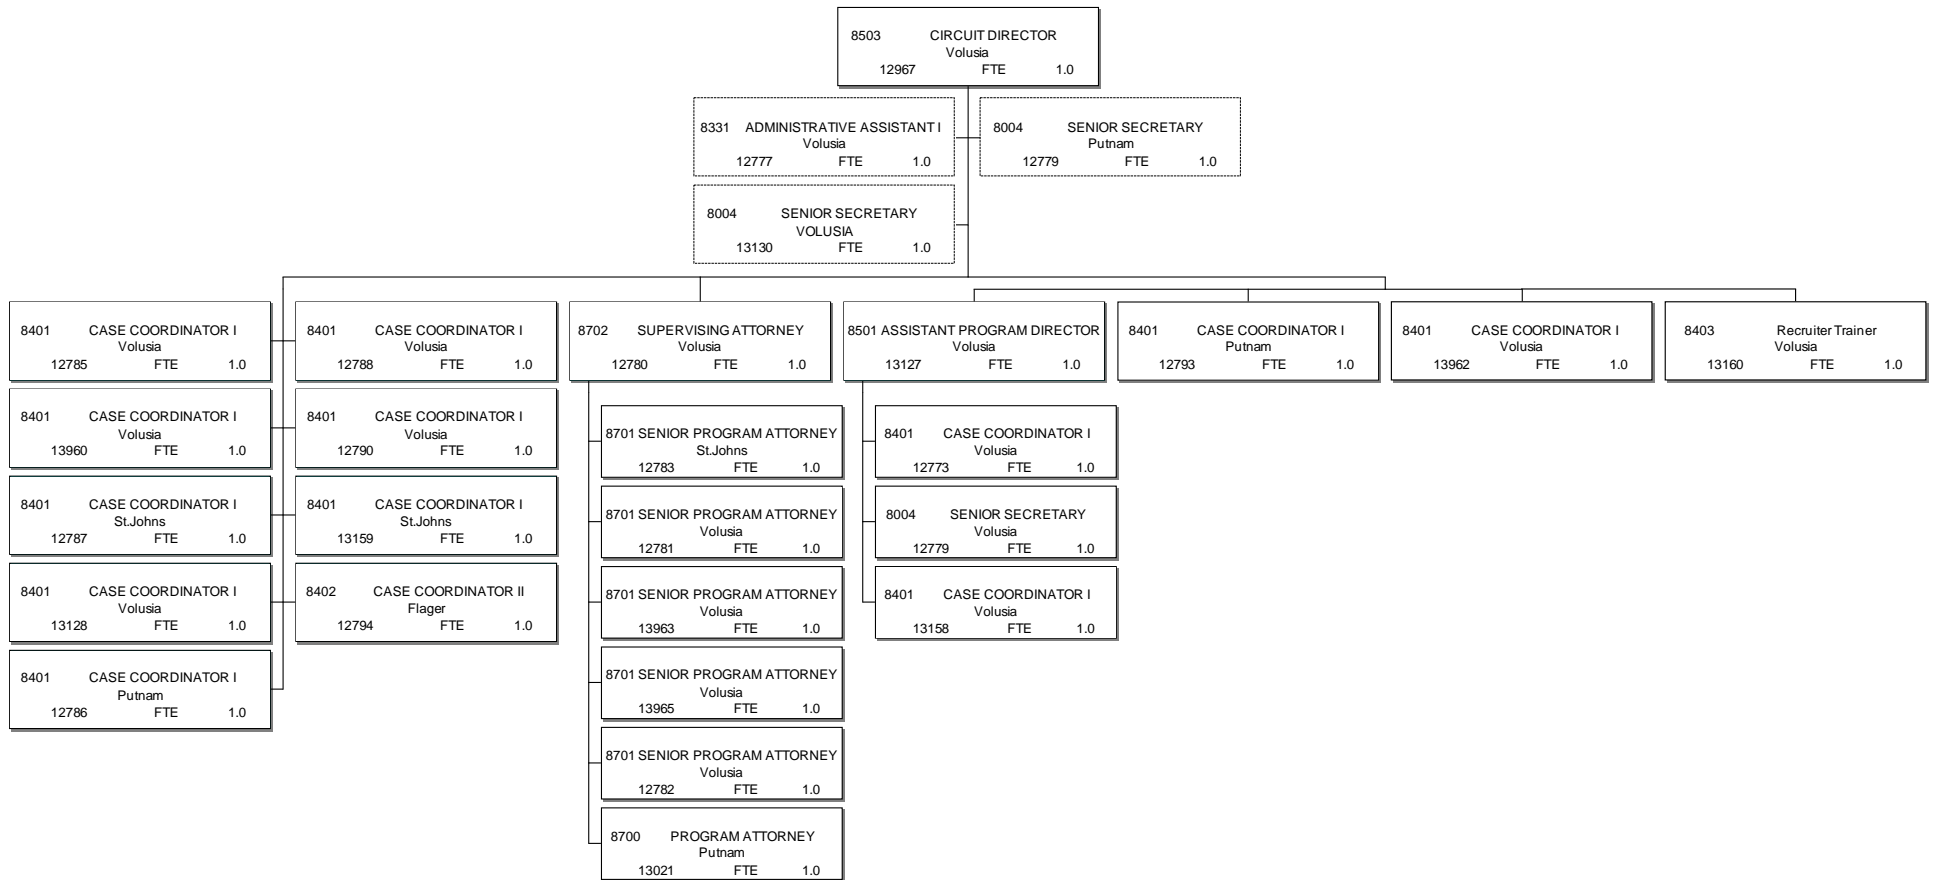 8503 CIRCUIT DIRECTOR
Volusia
12967 FTE 1.0
8331 ADMINISTRATIVE ASSISTANT I
Volusia
12777 FTE 1.0
8004 SENIOR SECRETARY
Putnam
12779 FTE 1.0
8004 SENIOR SECRETARY
VOLUSIA
13130 FTE 1.0
8401 CASE COORDINATOR I
Volusia
12785 FTE 1.0
8401 CASE COORDINATOR I
Volusia
12788 FTE 1.0
8702 SUPERVISING ATTORNEY
Volusia
12780 FTE 1.0
8501 ASSISTANT PROGRAM DIRECTOR
Volusia
13127 FTE 1.0
8401 CASE COORDINATOR I
Putnam
12793 FTE 1.0
8401 CASE COORDINATOR I
Volusia
13962 FTE 1.0
8403 Recruiter Trainer
Volusia
13160 FTE 1.0
8401 CASE COORDINATOR I
Volusia
13960 FTE 1.0
8401 CASE COORDINATOR I
Volusia
12790 FTE 1.0
8401 CASE COORDINATOR I
St.Johns
12787 FTE 1.0
8401 CASE COORDINATOR I
St.Johns
13159 FTE 1.0
8401 CASE COORDINATOR I
Volusia
13128 FTE 1.0
8402 CASE COORDINATOR II
Flager
12794 FTE 1.0
8401 CASE COORDINATOR I
Putnam
12786 FTE 1.0
8701 SENIOR PROGRAM ATTORNEY
St.Johns
12783 FTE 1.0
8701 SENIOR PROGRAM ATTORNEY
Volusia
12781 FTE 1.0
8701 SENIOR PROGRAM ATTORNEY
Volusia
13963 FTE 1.0
8701 SENIOR PROGRAM ATTORNEY
Volusia
13965 FTE 1.0
8701 SENIOR PROGRAM ATTORNEY
Volusia
12782 FTE 1.0
8700 PROGRAM ATTORNEY
Putnam
13021 FTE 1.0
8401 CASE COORDINATOR I
Volusia
12773 FTE 1.0
8004 SENIOR SECRETARY
Volusia
12779 FTE 1.0
8401 CASE COORDINATOR I
Volusia
13158 FTE 1.0